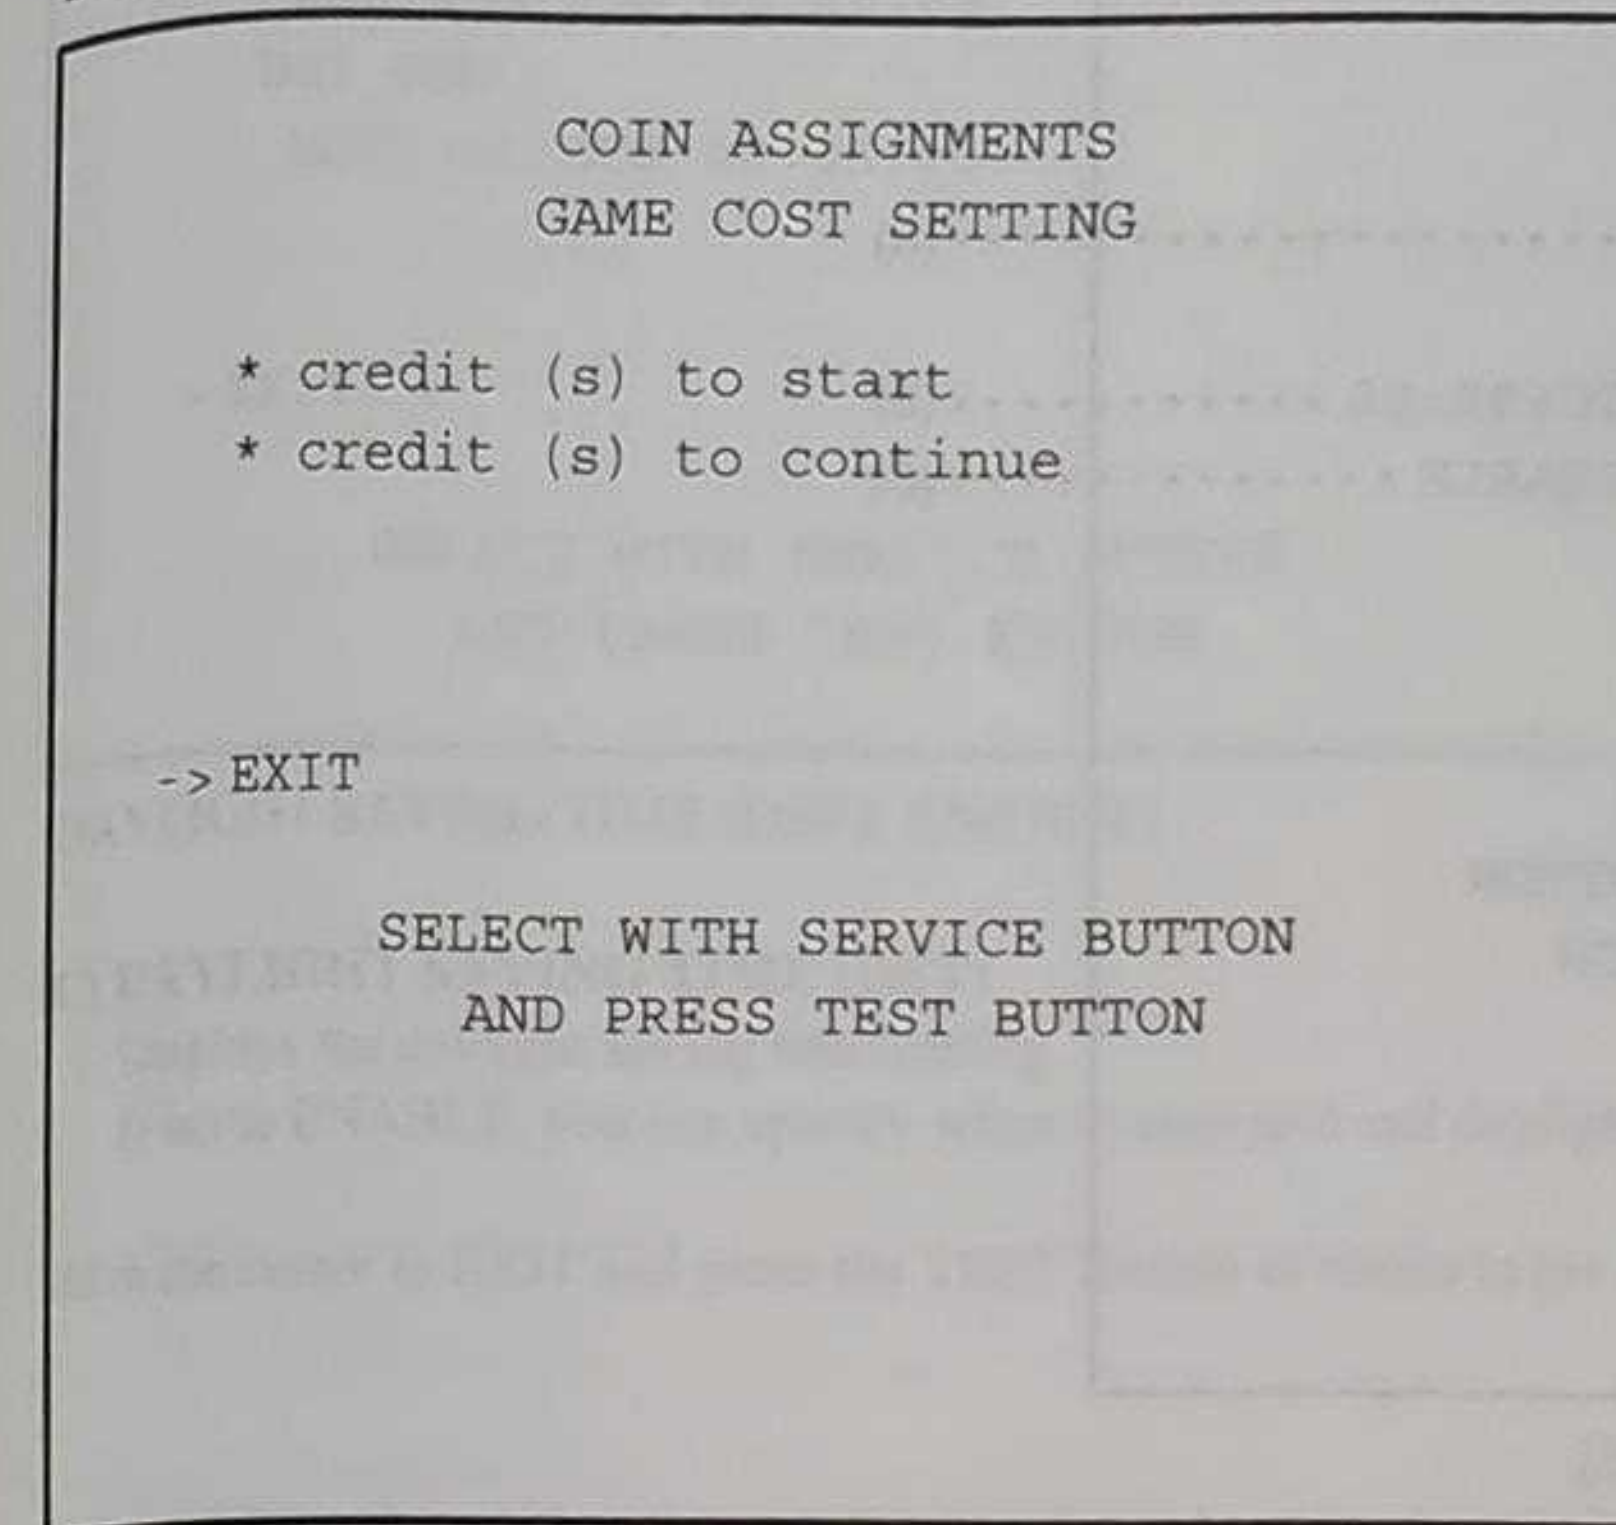 COIN ASSIGNMENTS
GAME COST SETTING
* credit (s) to start
* credit (s) to continue
-> EXIT
SELECT WITH SERVICE BUTTON
AND PRESS TEST BUTTON